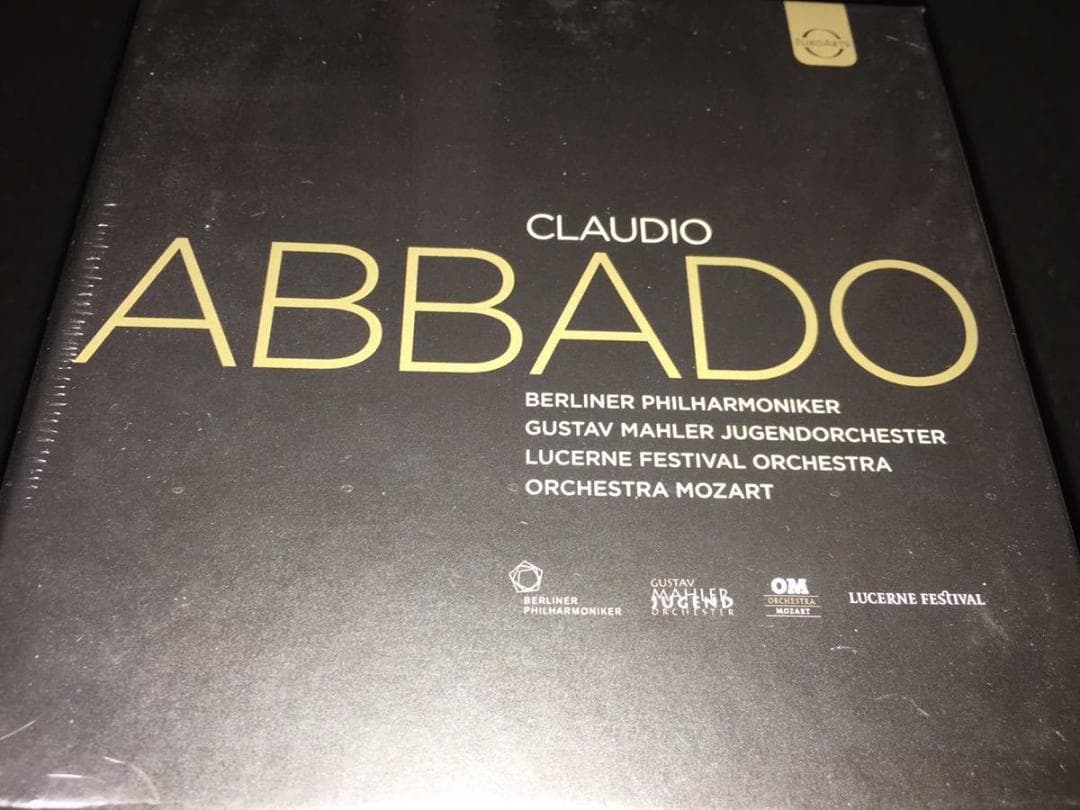 EUROARTS
CLAUDIO
ABBADO
BERLINER PHILHARMONIKER
GUSTAV MAHLER JUGENDORCHESTER
LUCERNE FESTIVAL ORCHESTRA
ORCHESTRA MOZART
BERLINER
PHILHARMONIKER
GUSTAV
MAHLER
JUGEND
ORCHESTER
OM
ORCHESTRA
MOZART
LUCERNE FESTIVAL